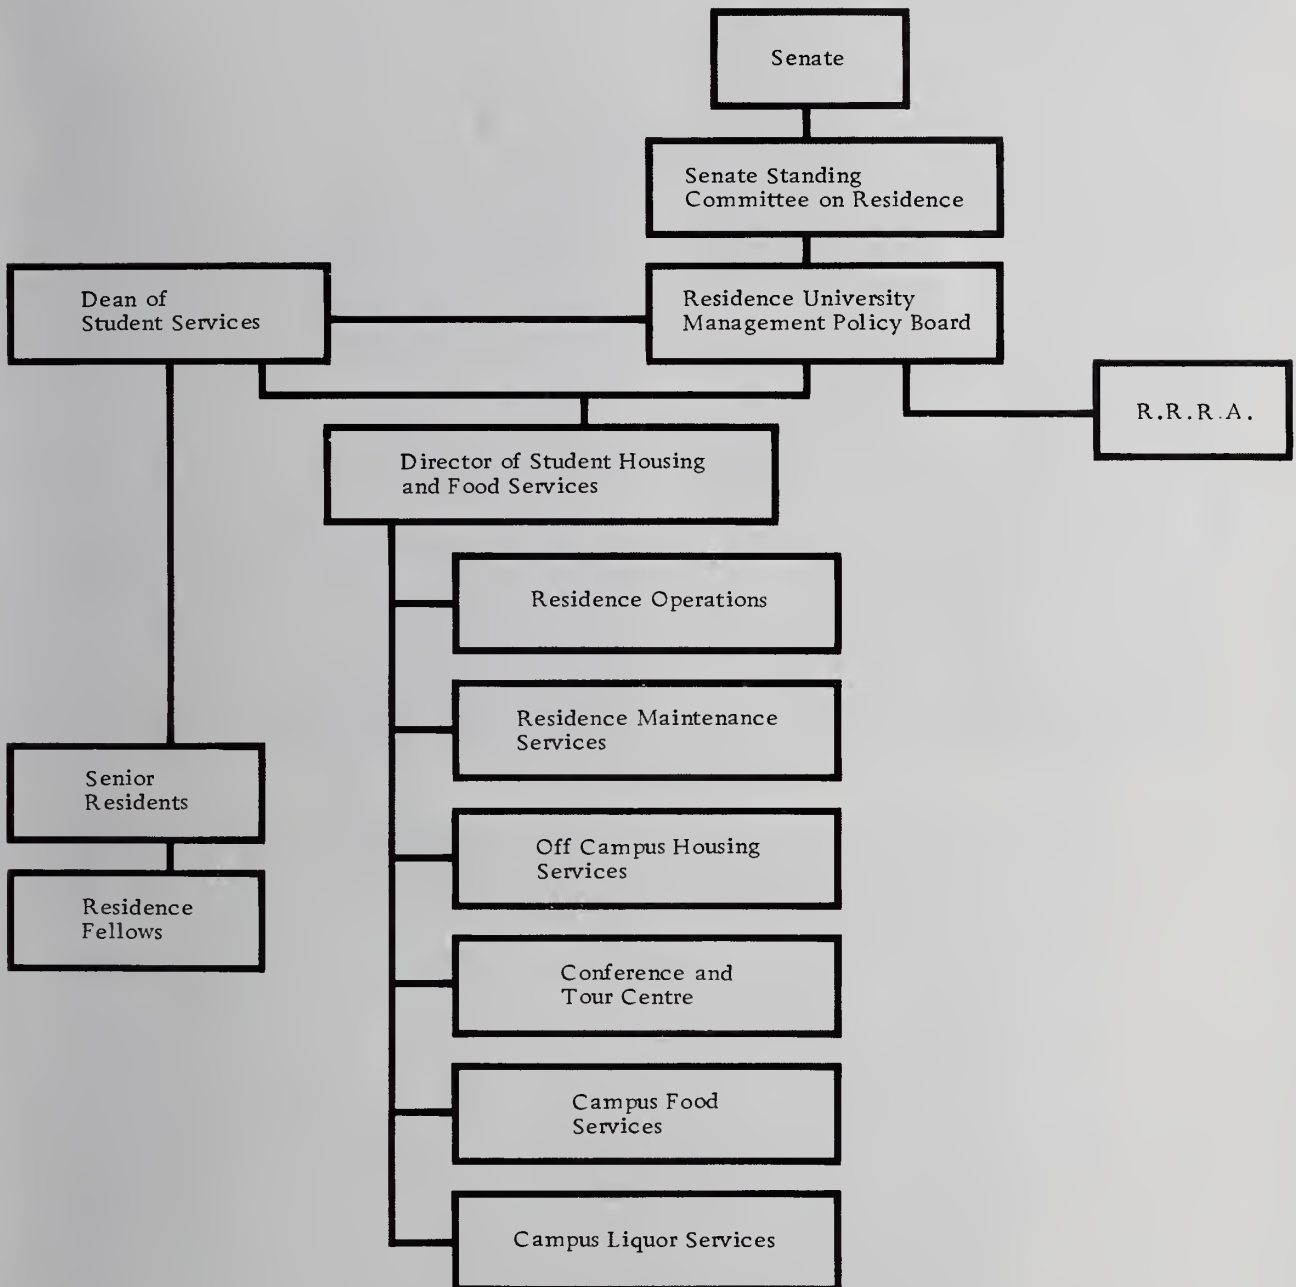 Senate
Senate Standing
Committee on Residence
Dean of
Student Services
Residence University
Management Policy Board
R.R.R.A.
Director of Student Housing
and Food Services
Residence Operations
Residence Maintenance
Services
Senior
Residents
Off Campus Housing
Services
Residence
Fellows
Conference and
Tour Centre
Campus Food
Services
Campus Liquor Services